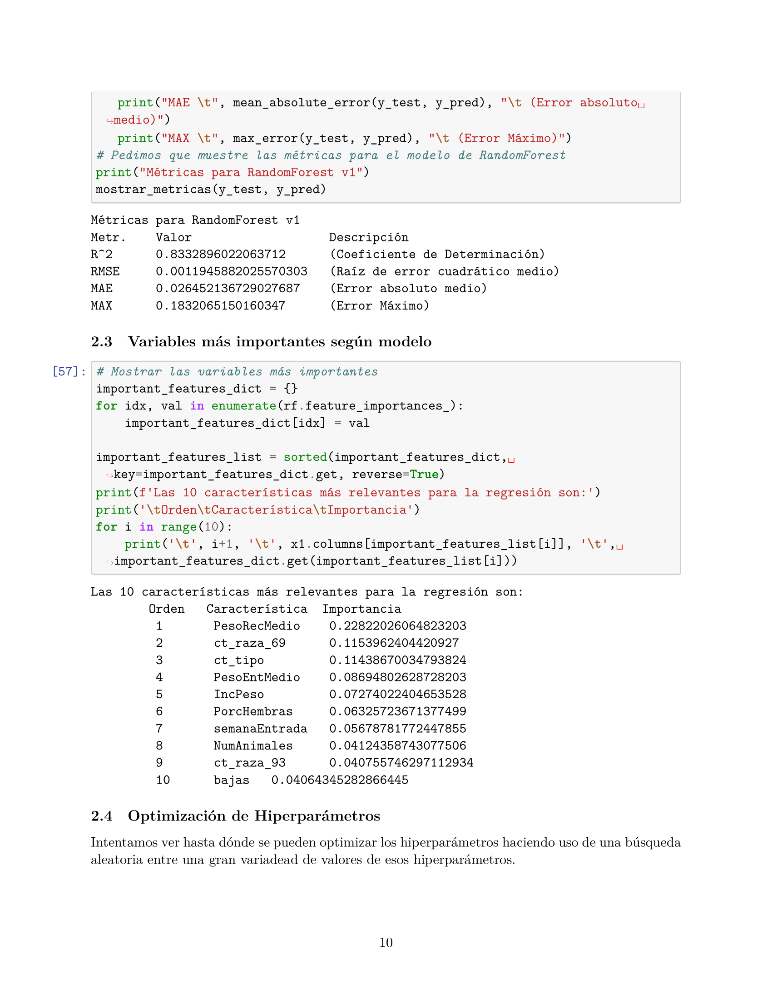 print("MAE \t", mean_absolute_error(y_test, y_pred), "\t (Error absoluto␣
↪medio)")
   print("MAX \t", max_error(y_test, y_pred), "\t (Error Máximo)")
# Pedimos que muestre las métricas para el modelo de RandomForest
print("Métricas para RandomForest v1")
mostrar_metricas(y_test, y_pred)
Métricas para RandomForest v1
Metr.    Valor                   Descripción
R^2      0.8332896022063712      (Coeficiente de Determinación)
RMSE     0.0011945882025570303   (Raíz de error cuadrático medio)
MAE      0.026452136729027687    (Error absoluto medio)
MAX      0.1832065150160347      (Error Máximo)
2.3 Variables más importantes según modelo
[57]: # Mostrar las variables más importantes
important_features_dict = {}
for idx, val in enumerate(rf.feature_importances_):
    important_features_dict[idx] = val
important_features_list = sorted(important_features_dict,␣
↪key=important_features_dict.get, reverse=True)
print(f'Las 10 características más relevantes para la regresión son:')
print('\tOrden\tCaracterística\tImportancia')
for i in range(10):
    print('\t', i+1, '\t', x1.columns[important_features_list[i]], '\t',␣
↪important_features_dict.get(important_features_list[i]))
Las 10 características más relevantes para la regresión son:
        Orden   Característica  Importancia
         1       PesoRecMedio    0.22822026064823203
         2       ct_raza_69      0.1153962404420927
         3       ct_tipo         0.11438670034793824
         4       PesoEntMedio    0.08694802628728203
         5       IncPeso         0.07274022404653528
         6       PorcHembras     0.06325723671377499
         7       semanaEntrada   0.05678781772447855
         8       NumAnimales     0.04124358743077506
         9       ct_raza_93      0.040755746297112934
         10      bajas   0.04064345282866445
2.4 Optimización de Hiperparámetros
Intentamos ver hasta dónde se pueden optimizar los hiperparámetros haciendo uso de una búsqueda
aleatoria entre una gran variadead de valores de esos hiperparámetros.
10